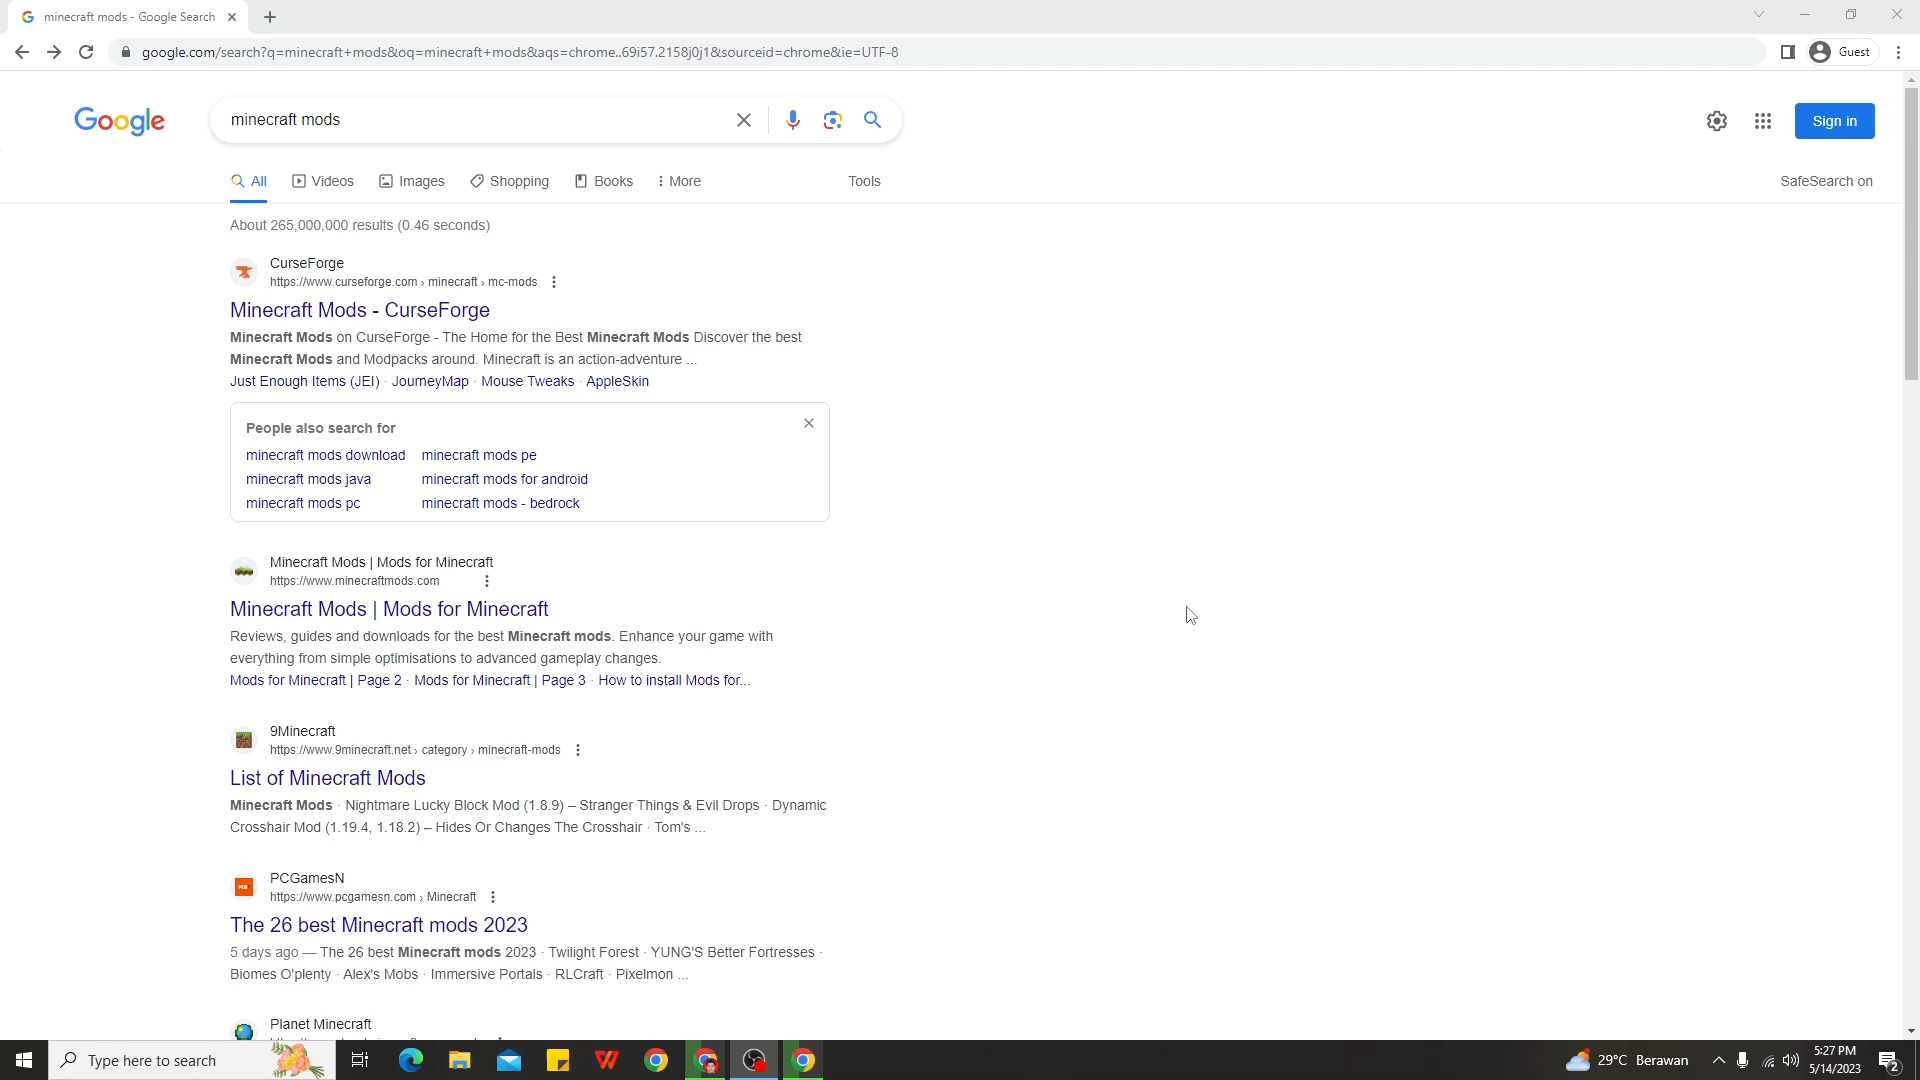 minecraft mods - Google Search
google.com/search?q=minecraft+mods&oq=minecraft+mods&aqs=chrome..69i57.2158j0j1&sourceid=chrome&ie=UTF-8
Guest
Google
minecraft mods
Sign in
All
Videos
Images
Shopping
Books
More
Tools
SafeSearch on
About 265,000,000 results (0.46 seconds)
CurseForge
https://www.curseforge.com › minecraft › mc-mods
Minecraft Mods - CurseForge
Minecraft Mods on CurseForge - The Home for the Best Minecraft Mods Discover the best
Minecraft Mods and Modpacks around. Minecraft is an action-adventure ...
Just Enough Items (JEI) · JourneyMap · Mouse Tweaks · AppleSkin
People also search for
minecraft mods download minecraft mods pe
minecraft mods java minecraft mods for android
minecraft mods pc minecraft mods - bedrock
Minecraft Mods | Mods for Minecraft
https://www.minecraftmods.com
Minecraft Mods | Mods for Minecraft
Reviews, guides and downloads for the best Minecraft mods. Enhance your game with
everything from simple optimisations to advanced gameplay changes.
Mods for Minecraft | Page 2 · Mods for Minecraft | Page 3 · How to install Mods for...
9Minecraft
https://www.9minecraft.net › category › minecraft-mods
List of Minecraft Mods
Minecraft Mods · Nightmare Lucky Block Mod (1.8.9) – Stranger Things & Evil Drops · Dynamic
Crosshair Mod (1.19.4, 1.18.2) – Hides Or Changes The Crosshair · Tom's ...
PCGamesN
https://www.pcgamesn.com › Minecraft
The 26 best Minecraft mods 2023
5 days ago — The 26 best Minecraft mods 2023 · Twilight Forest · YUNG'S Better Fortresses ·
Biomes O'plenty · Alex's Mobs · Immersive Portals · RLCraft · Pixelmon ...
Planet Minecraft
Type here to search
29°C Berawan
5:27 PM
5/14/2023
2